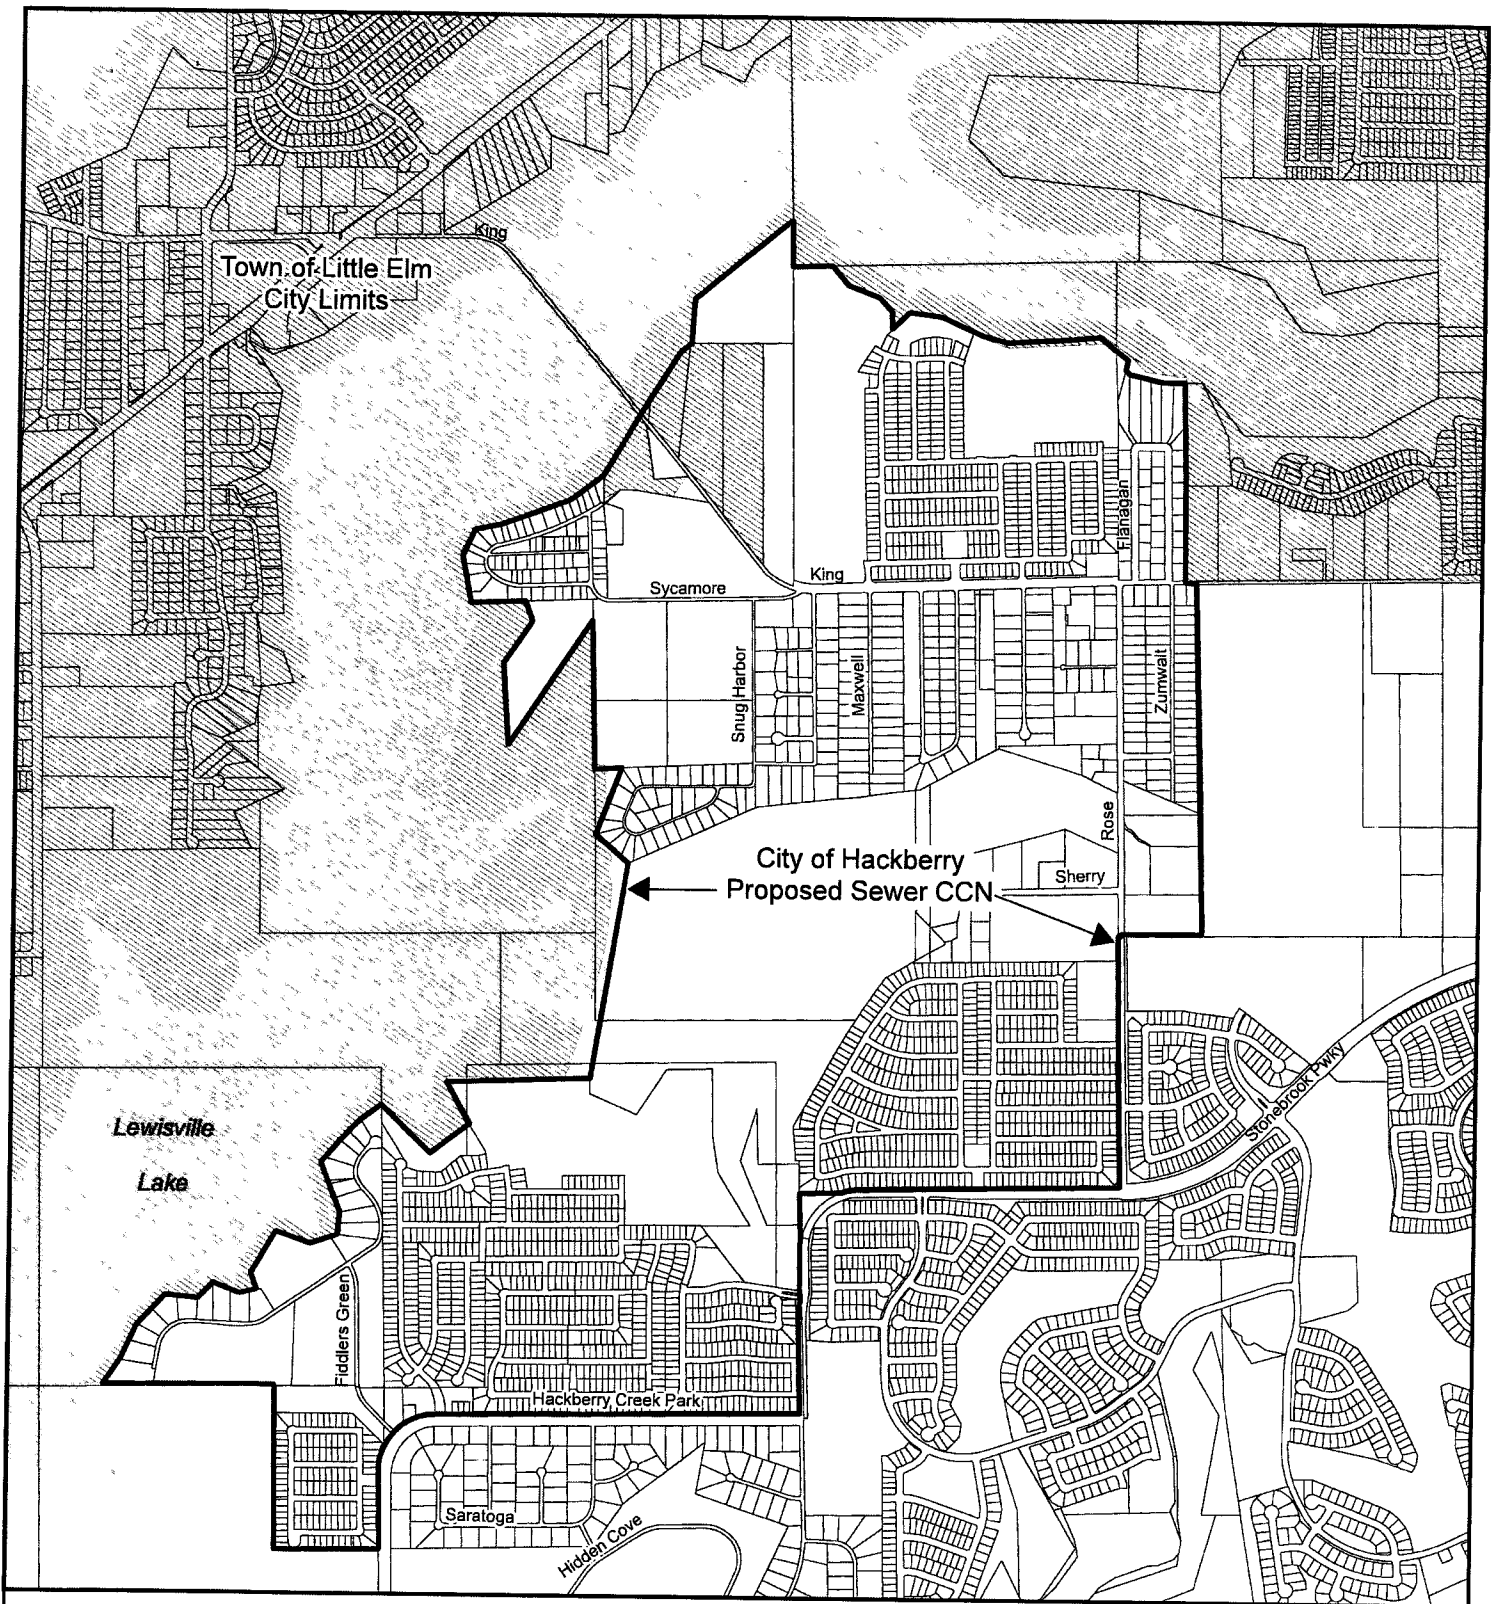 King
Town of Little Elm
City Limits
Flanagan
King
Sycamore
Snug Harbor
Maxwell
Zumwalt
Rose
City of Hackberry
Proposed Sewer CCN
Sherry
Stonebrook Pwky
Lewisville
Lake
Fiddlers Green
Hackberry Creek Park
Saratoga
Hidden Cove